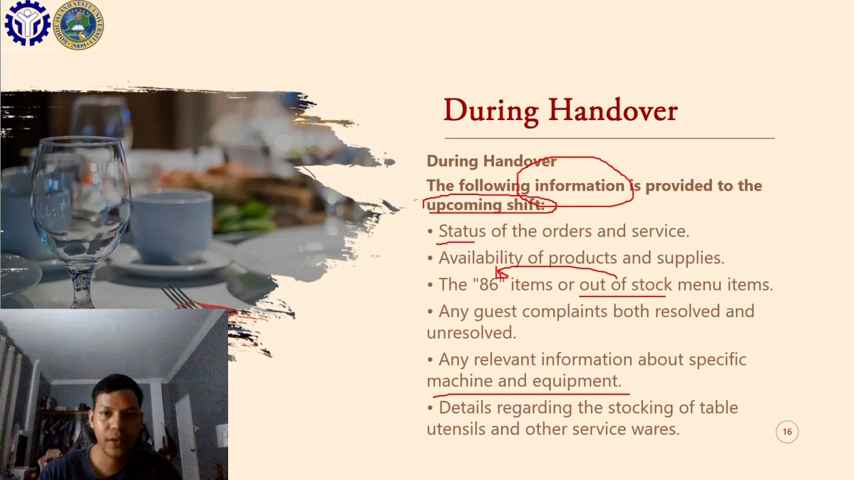 During Handover
During Handover
The following information is provided to the
upcoming shift:
• Status of the orders and service.
• Availability of products and supplies.
• The "86" items or out of stock menu items.
• Any guest complaints both resolved and
unresolved.
• Any relevant information about specific
machine and equipment.
• Details regarding the stocking of table
utensils and other service wares.
16